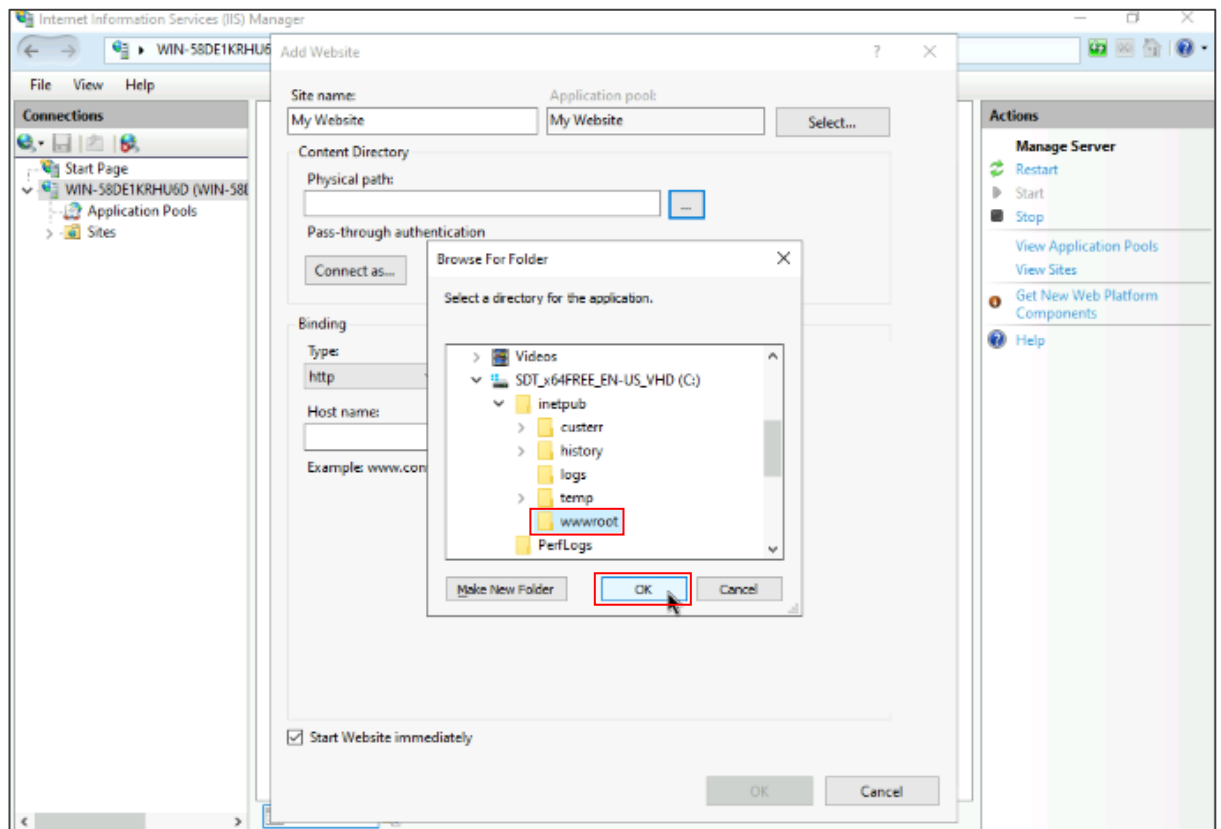 Internet Information Services (IIS) Manager
WIN-58DE1KRHU6
File View Help
Connections
Start Page
WIN-58DE1KRHU6D (WIN-58
Application Pools
Sites
Add Website
?
Site name:
Application pool:
My Website
My Website
Select...
Content Directory
Physical path:
...
Pass-through authentication
Connect as...
Binding
Type:
http
Host name:
Example: www.con
Browse For Folder
Select a directory for the application.
Videos
SDT_x64FREE_EN-US_VHD (C:)
inetpub
custerr
history
logs
temp
wwwroot
PerfLogs
Make New Folder
OK
Cancel
Start Website immediately
OK
Cancel
Actions
Manage Server
Restart
Start
Stop
View Application Pools
View Sites
Get New Web Platform
Components
Help